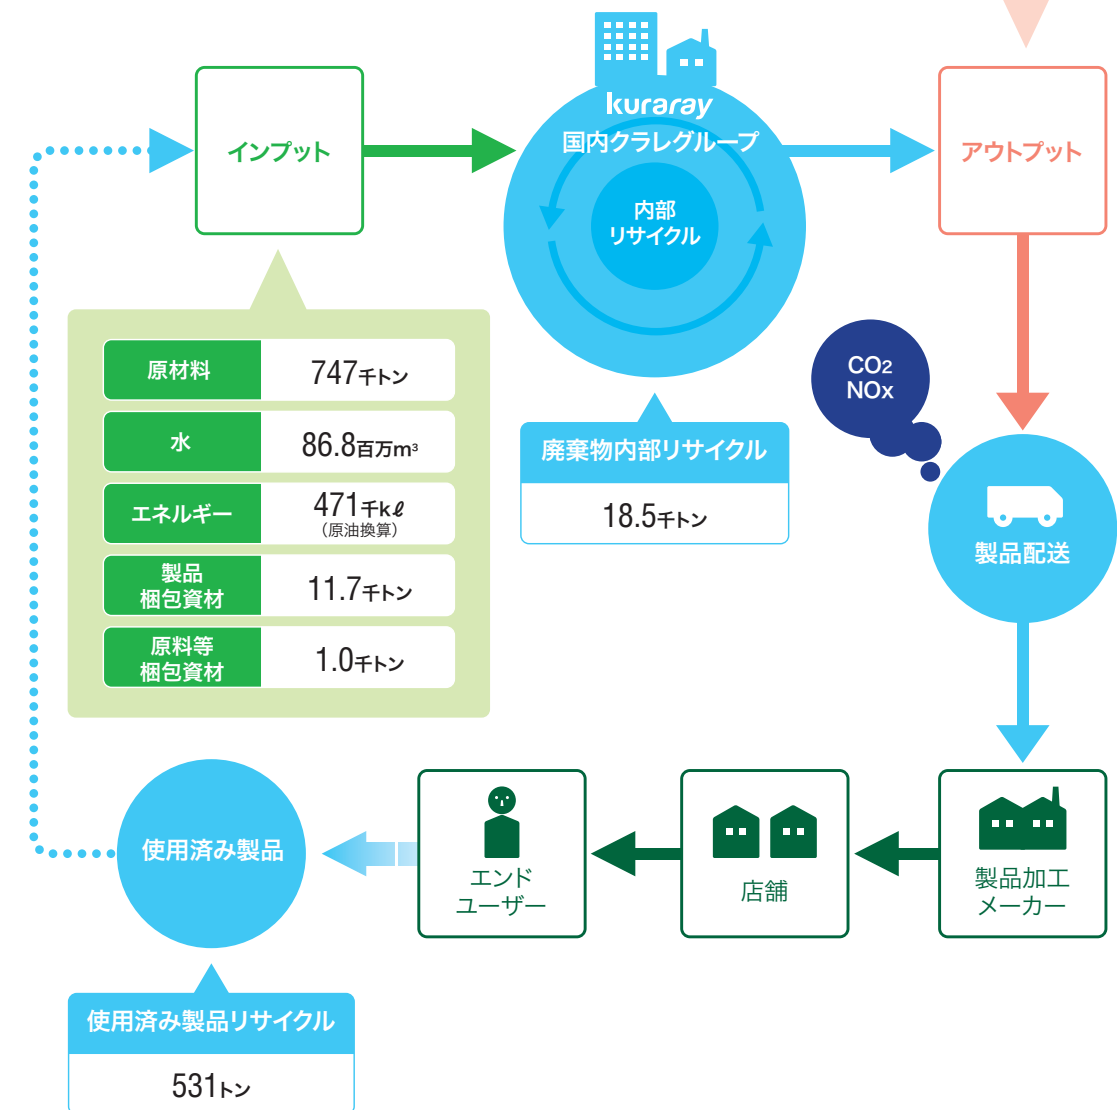 kuraray
国内クラレグループ
インプット
アウトプット
内部
リサイクル
原材料
747千トン
水
86.8百万m³
エネルギー
471千kℓ
（原油換算）
製品
梱包資材
11.7千トン
原料等
梱包資材
1.0千トン
廃棄物内部リサイクル
18.5千トン
CO2
NOx
製品配送
製品加工
メーカー
店舗
エンド
ユーザー
使用済み製品
使用済み製品リサイクル
531トン